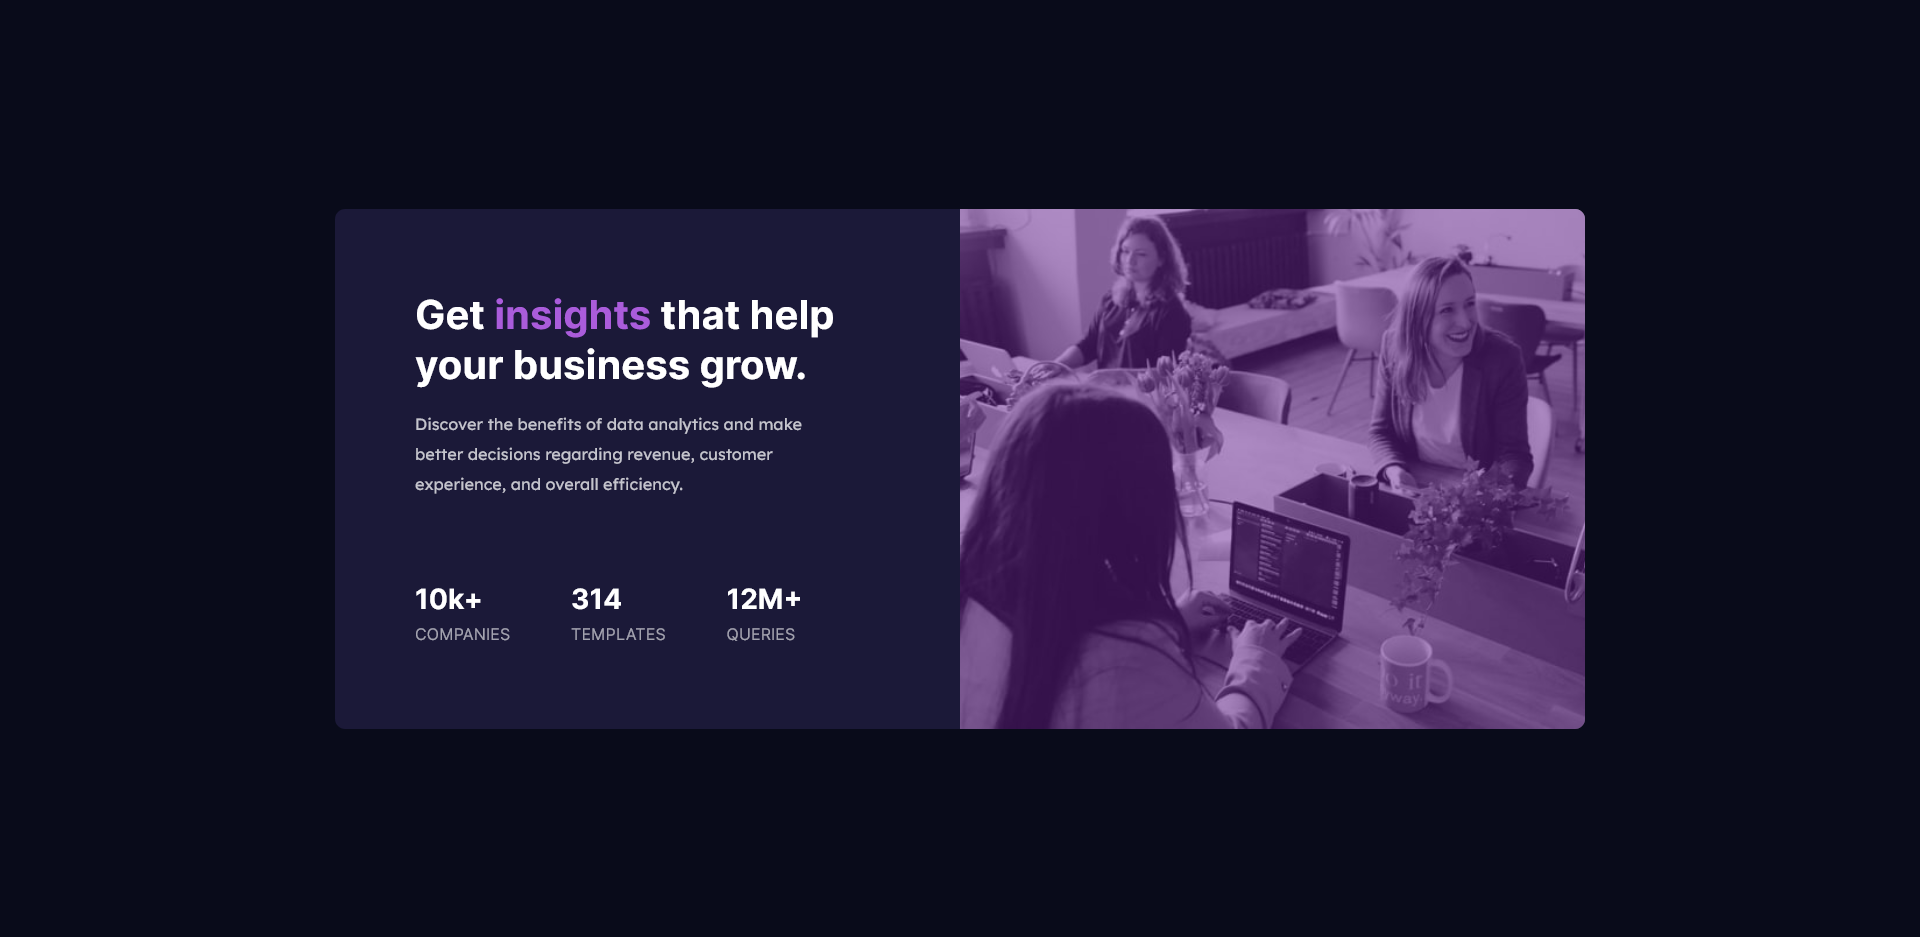 Get insights that help
your business grow.
Discover the benefits of data analytics and make
better decisions regarding revenue, customer
experience, and overall efficiency.
10k+ 314 12M+
COMPANIES TEMPLATES QUERIES